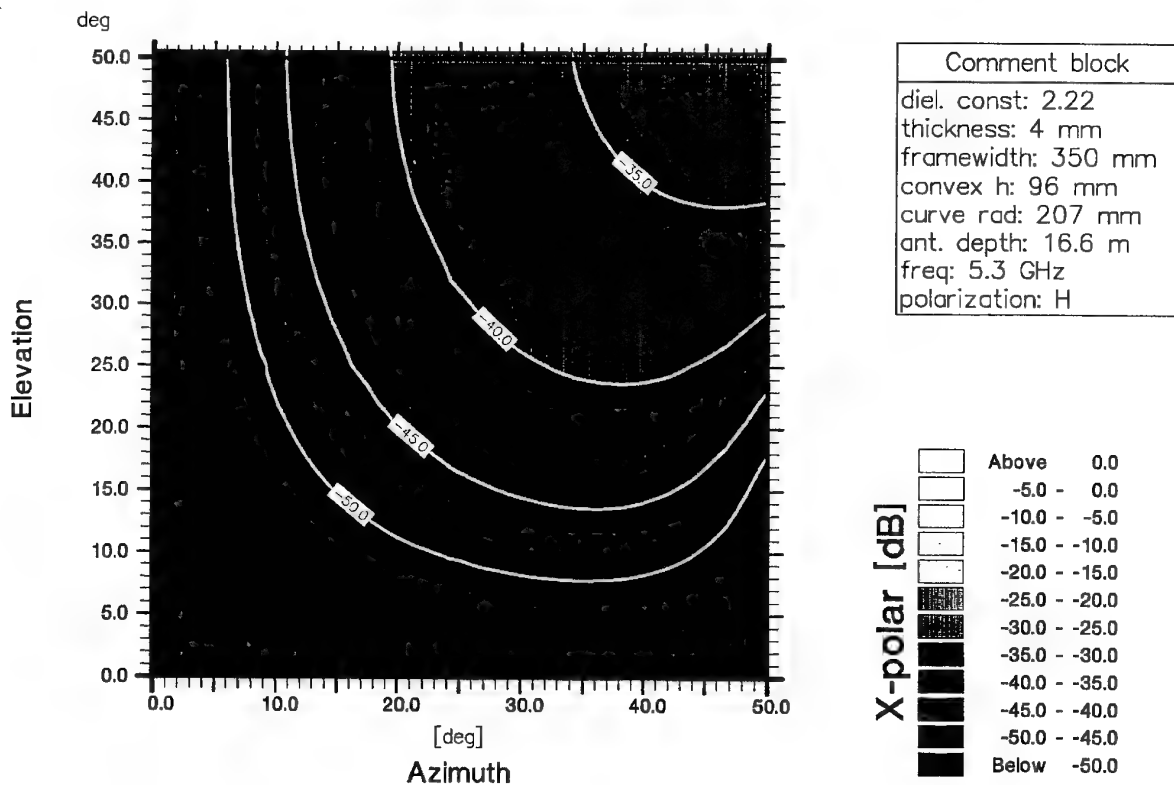 deg
50.0
45.0
40.0
35.0
30.0
25.0
20.0
15.0
10.0
5.0
0.0
Elevation
-35.0
-40.0
-45.0
-50.0
0.0 10.0 20.0 30.0 40.0 50.0
[deg]
Azimuth
Comment block
diel. const: 2.22
thickness: 4 mm
framewidth: 350 mm
convex h: 96 mm
curve rad: 207 mm
ant. depth: 16.6 m
freq: 5.3 GHz
polarization: H
X-polar [dB]
Above 0.0
-5.0 - 0.0
-10.0 - -5.0
-15.0 - -10.0
-20.0 - -15.0
-25.0 - -20.0
-30.0 - -25.0
-35.0 - -30.0
-40.0 - -35.0
-45.0 - -40.0
-50.0 - -45.0
Below -50.0